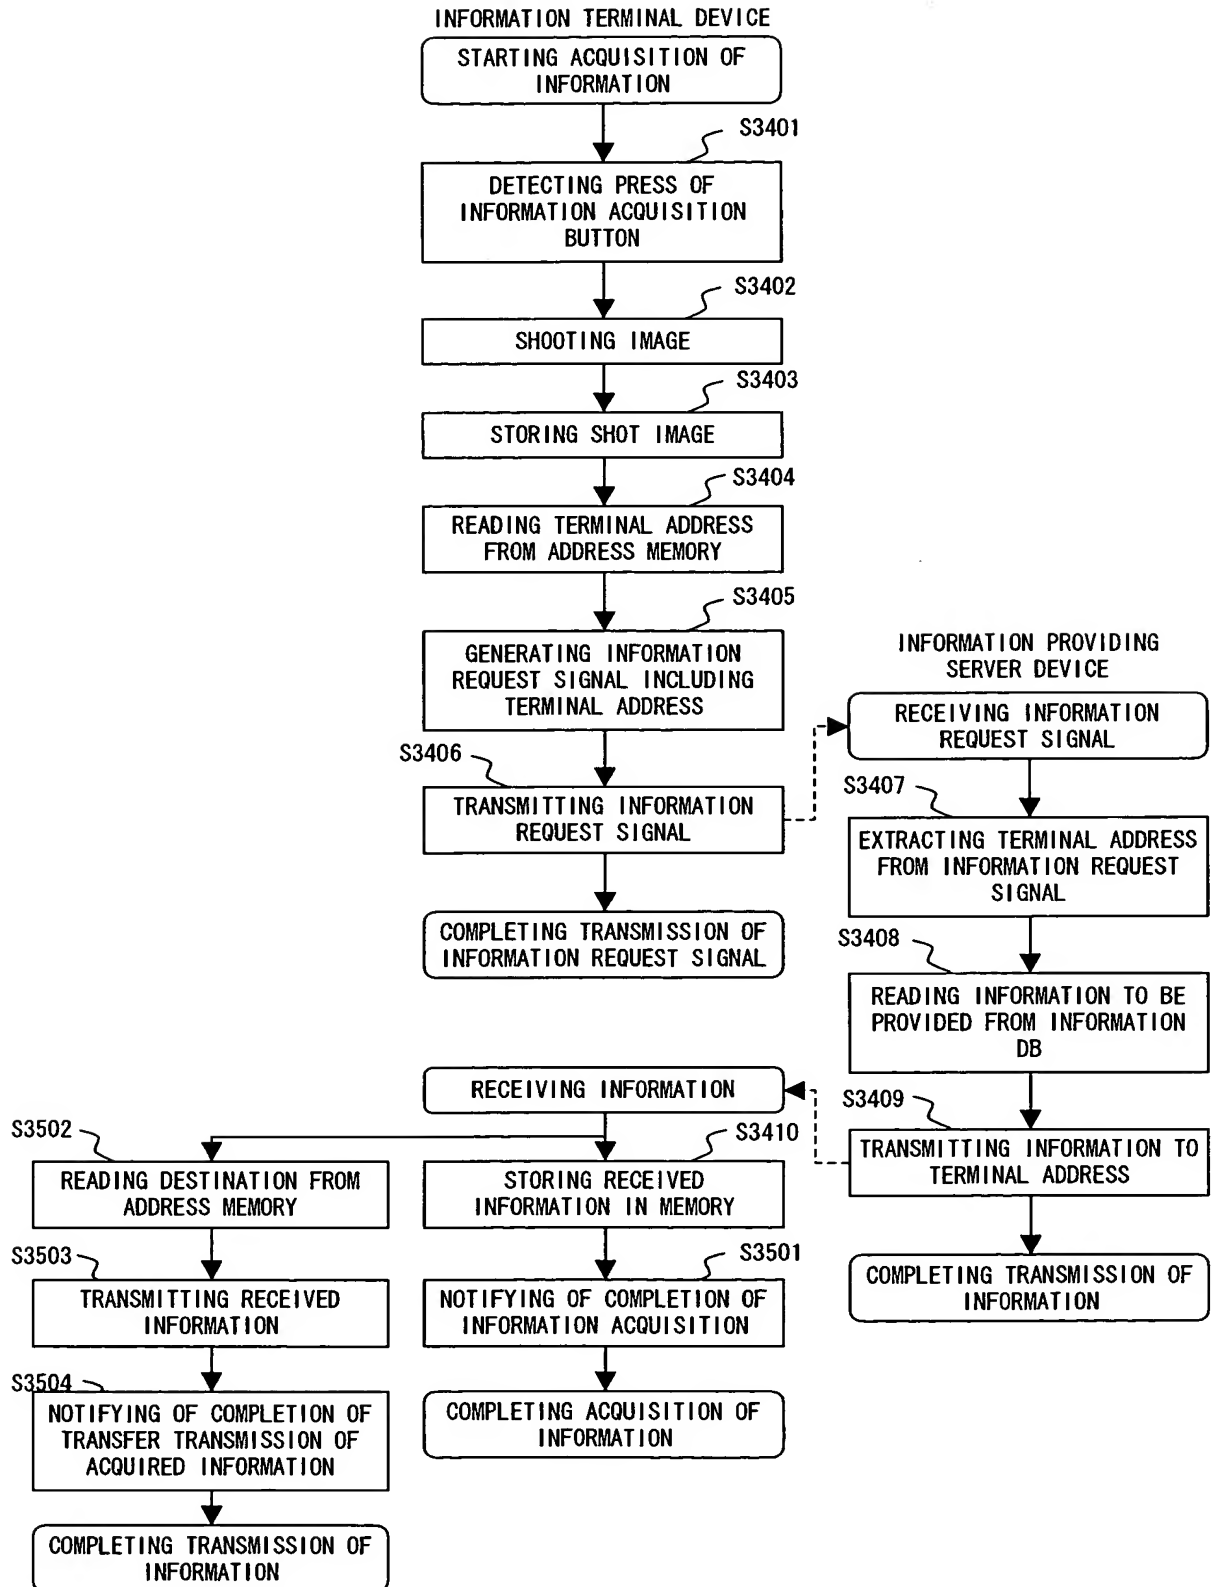 INFORMATION TERMINAL DEVICE
STARTING ACQUISITION OF
INFORMATION
S3401
DETECTING PRESS OF
INFORMATION ACQUISITION
BUTTON
S3402
SHOOTING IMAGE
S3403
STORING SHOT IMAGE
S3404
READING TERMINAL ADDRESS
FROM ADDRESS MEMORY
S3405
GENERATING INFORMATION
REQUEST SIGNAL INCLUDING
TERMINAL ADDRESS
S3406
TRANSMITTING INFORMATION
REQUEST SIGNAL
COMPLETING TRANSMISSION OF
INFORMATION REQUEST SIGNAL
INFORMATION PROVIDING
SERVER DEVICE
RECEIVING INFORMATION
REQUEST SIGNAL
S3407
EXTRACTING TERMINAL ADDRESS
FROM INFORMATION REQUEST
SIGNAL
S3408
READING INFORMATION TO BE
PROVIDED FROM INFORMATION
DB
S3409
TRANSMITTING INFORMATION TO
TERMINAL ADDRESS
COMPLETING TRANSMISSION OF
INFORMATION
RECEIVING INFORMATION
S3410
STORING RECEIVED
INFORMATION IN MEMORY
S3501
NOTIFYING OF COMPLETION OF
INFORMATION ACQUISITION
COMPLETING ACQUISITION OF
INFORMATION
S3502
READING DESTINATION FROM
ADDRESS MEMORY
S3503
TRANSMITTING RECEIVED
INFORMATION
S3504
NOTIFYING OF COMPLETION OF
TRANSFER TRANSMISSION OF
ACQUIRED INFORMATION
COMPLETING TRANSMISSION OF
INFORMATION